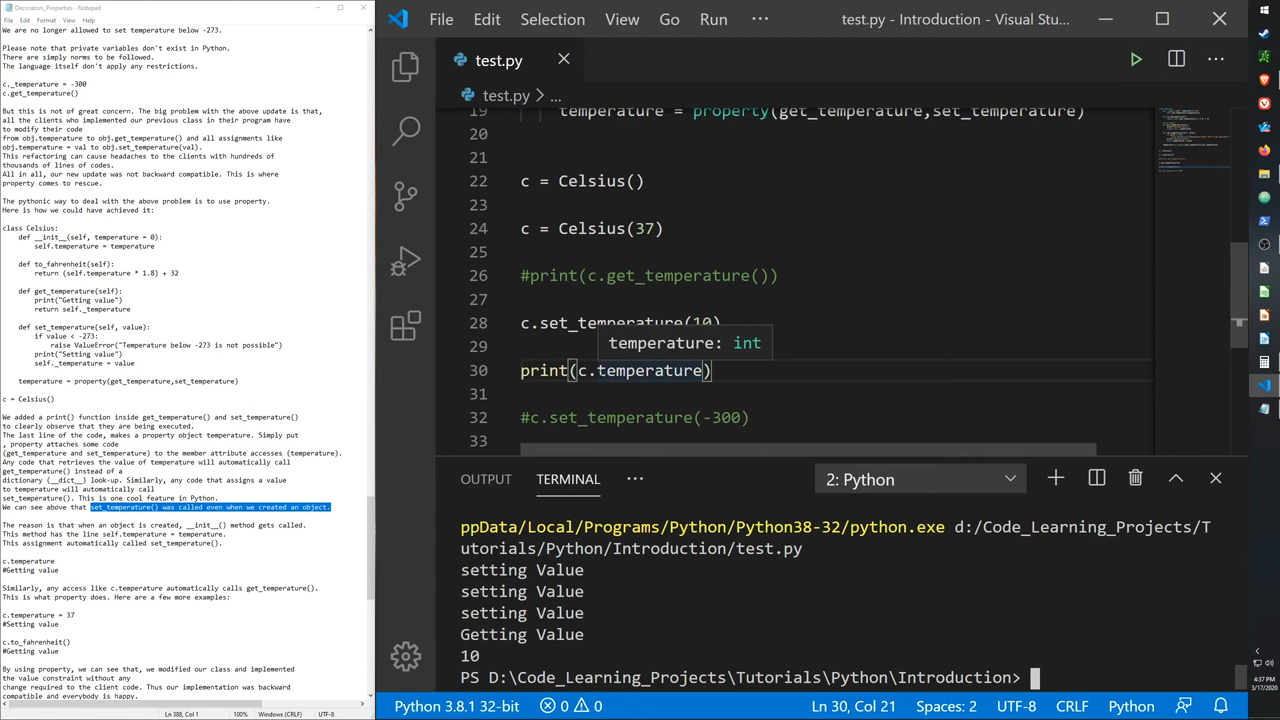 Decorators_Properties - Notepad
File Edit Format View Help
We are no longer allowed to set temperature below -273.
Please note that private variables don't exist in Python.
There are simply norms to be followed.
The language itself don't apply any restrictions.
c._temperature = -300
c.get_temperature()
But this is not of great concern. The big problem with the above update is that,
all the clients who implemented our previous class in their program have
to modify their code
from obj.temperature to obj.get_temperature() and all assignments like
obj.temperature = val to obj.set_temperature(val).
This refactoring can cause headaches to the clients with hundreds of
thousands of lines of codes.
All in all, our new update was not backward compatible. This is where
property comes to rescue.
The pythonic way to deal with the above problem is to use property.
Here is how we could have achieved it:
class Celsius:
def __init__(self, temperature = 0):
self.temperature = temperature
def to_fahrenheit(self):
return (self.temperature * 1.8) + 32
def get_temperature(self):
print("Getting value")
return self._temperature
def set_temperature(self, value):
if value < -273:
raise ValueError("Temperature below -273 is not possible")
print("Setting value")
self._temperature = value
temperature = property(get_temperature,set_temperature)
c = Celsius()
We added a print() function inside get_temperature() and set_temperature()
to clearly observe that they are being executed.
The last line of the code, makes a property object temperature. Simply put
, property attaches some code
(get_temperature and set_temperature) to the member attribute accesses (temperature).
Any code that retrieves the value of temperature will automatically call
get_temperature() instead of a
dictionary (__dict__) look-up. Similarly, any code that assigns a value
to temperature will automatically call
set_temperature(). This is one cool feature in Python.
We can see above that set_temperature() was called even when we created an object.
The reason is that when an object is created, __init__() method gets called.
This method has the line self.temperature = temperature.
This assignment automatically called set_temperature().
c.temperature
#Getting value
Similarly, any access like c.temperature automatically calls get_temperature().
This is what property does. Here are a few more examples:
c.temperature = 37
#Setting value
c.to_fahrenheit()
#Getting value
By using property, we can see that, we modified our class and implemented
the value constraint without any
change required to the client code. Thus our implementation was backward
compatible and everybody is happy.
Ln 388, Col 1 100% Windows (CRLF) UTF-8
File Edit Selection View Go Run ··· test.py - Introduction - Visual Stu...
test.py
test.py > ...
19 temperature = property(get_temperature,set_temperature)
20
21
22 c = Celsius()
23
24 c = Celsius(37)
25
26 #print(c.get_temperature())
27
28 c.set_temperature(10)
29 temperature: int
30 print(c.temperature)
31
32 #c.set_temperature(-300)
33
OUTPUT TERMINAL ··· 2: Python
ppData/Local/Programs/Python/Python38-32/python.exe d:/Code_Learning_Projects/T
utorials/Python/Introduction/test.py
Setting Value
Setting Value
Setting Value
Getting Value
10
PS D:\Code_Learning_Projects\Tutorials\Python\Introduction>
Python 3.8.1 32-bit 0 0 Ln 30, Col 21 Spaces: 2 UTF-8 CRLF Python
4:37 PM
3/17/2020